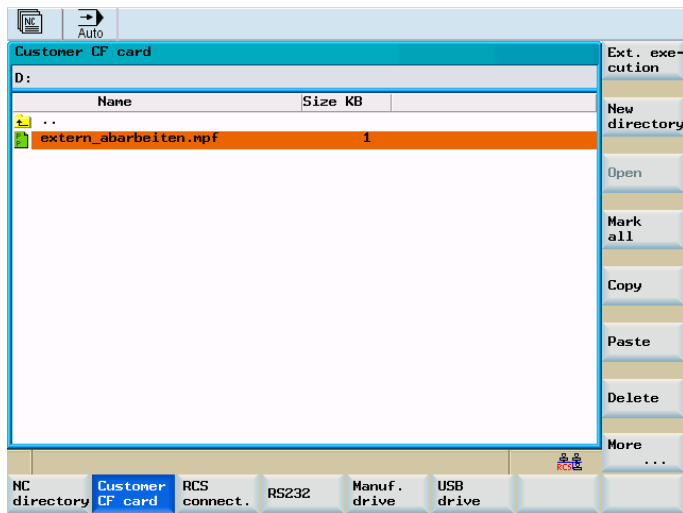 NC
Auto
Customer CF card
D:
Name Size KB
..
extern_abarbeiten.mpf 1
Ext. exe-
cution
New
directory
Open
Mark
all
Copy
Paste
Delete
More
...
RCS
NC
directory
Customer
CF card
RCS
connect.
RS232
Manuf.
drive
USB
drive